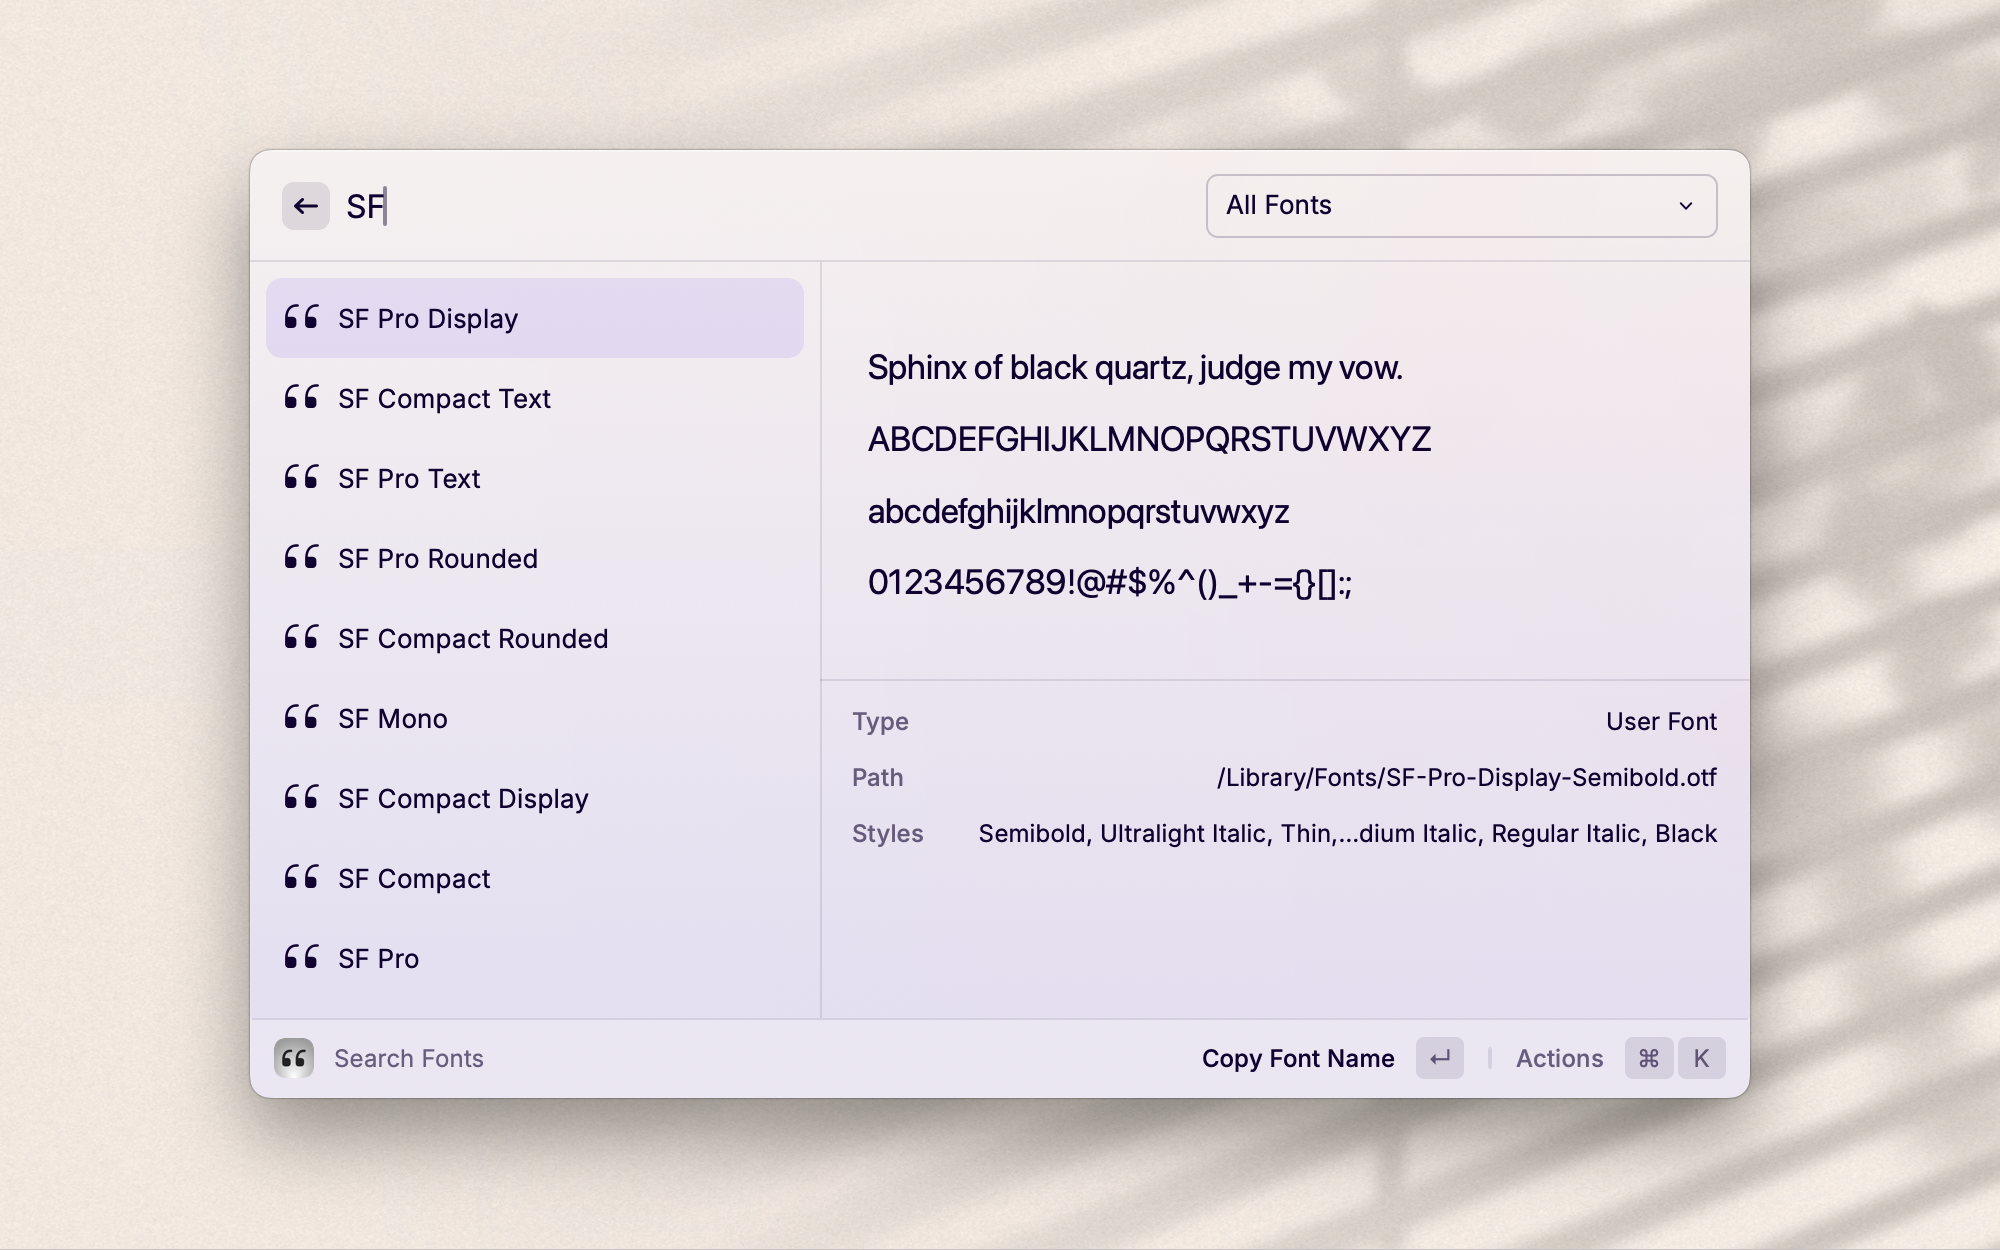 SF
All Fonts
SF Pro Display
SF Compact Text
SF Pro Text
SF Pro Rounded
SF Compact Rounded
SF Mono
SF Compact Display
SF Compact
SF Pro
Sphinx of black quartz, judge my vow.
ABCDEFGHIJKLMNOPQRSTUVWXYZ
abcdefghijklmnopqrstuvwxyz
0123456789!@#$%^()_+-={}[]:;
Type User Font
Path /Library/Fonts/SF-Pro-Display-Semibold.otf
Styles Semibold, Ultralight Italic, Thin,...dium Italic, Regular Italic, Black
Search Fonts
Copy Font Name ↵ Actions ⌘ K